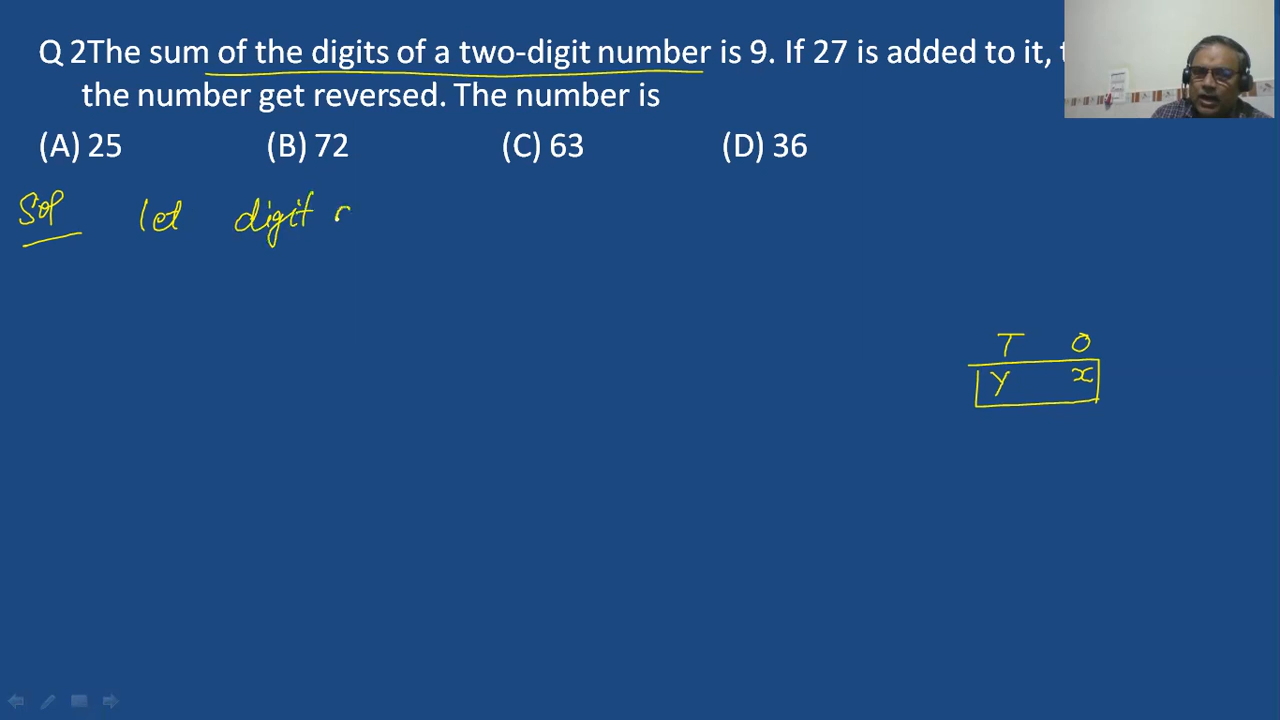 Q 2The sum of the digits of a two-digit number is 9. If 27 is added to it,
the number get reversed. The number is
(A) 25 (B) 72 (C) 63 (D) 36
Sol let digit
T O
Y x